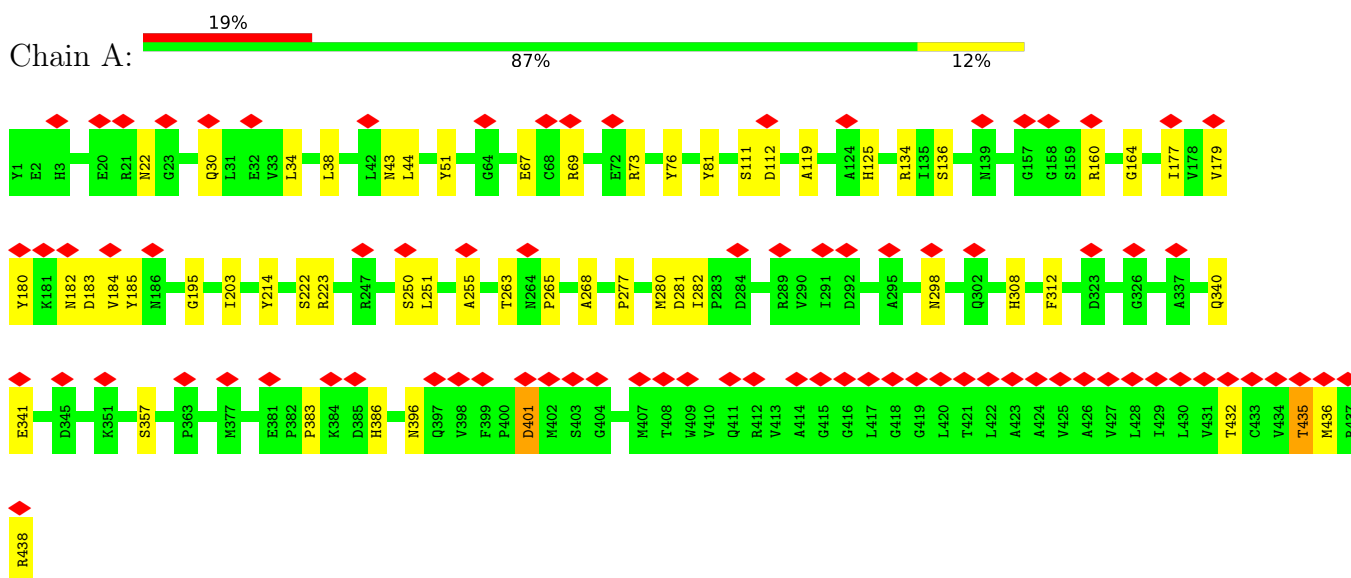 19%
Chain A:
87% 12%
Y1 E2 H3 E20 R21 N22 G23 Q30 L31 E32 V33 L34 L38 L42 N43 L44 Y51 G64 E67 C68 R69 E72 R73 Y76 Y81 S111 D112 A119 A124 H125 R134 I135 S136 N139 G157 G158 S159 R160 G164 I177 V178 V179
Y180 K181 N182 D183 V184 Y185 N186 G195 I203 Y214 S222 R223 R247 S250 L251 A255 T263 N264 P265 A268 P277 M280 D281 I282 P283 D284 R289 V290 I291 D292 A295 N298 Q302 H308 F312 D323 G326 A337 Q340
E341 D345 K351 S357 P363 M377 E381 P382 P383 K384 D385 H386 N396 Q397 V398 F399 P400 D401 M402 S403 G404 M407 T408 W409 V410 Q411 R412 V413 A414 G415 G416 L417 G418 G419 L420 T421 L422 A423 A424 V425 A426 V427 L428 I429 L430 V431 T432 C433 V434 T435 M436
R438